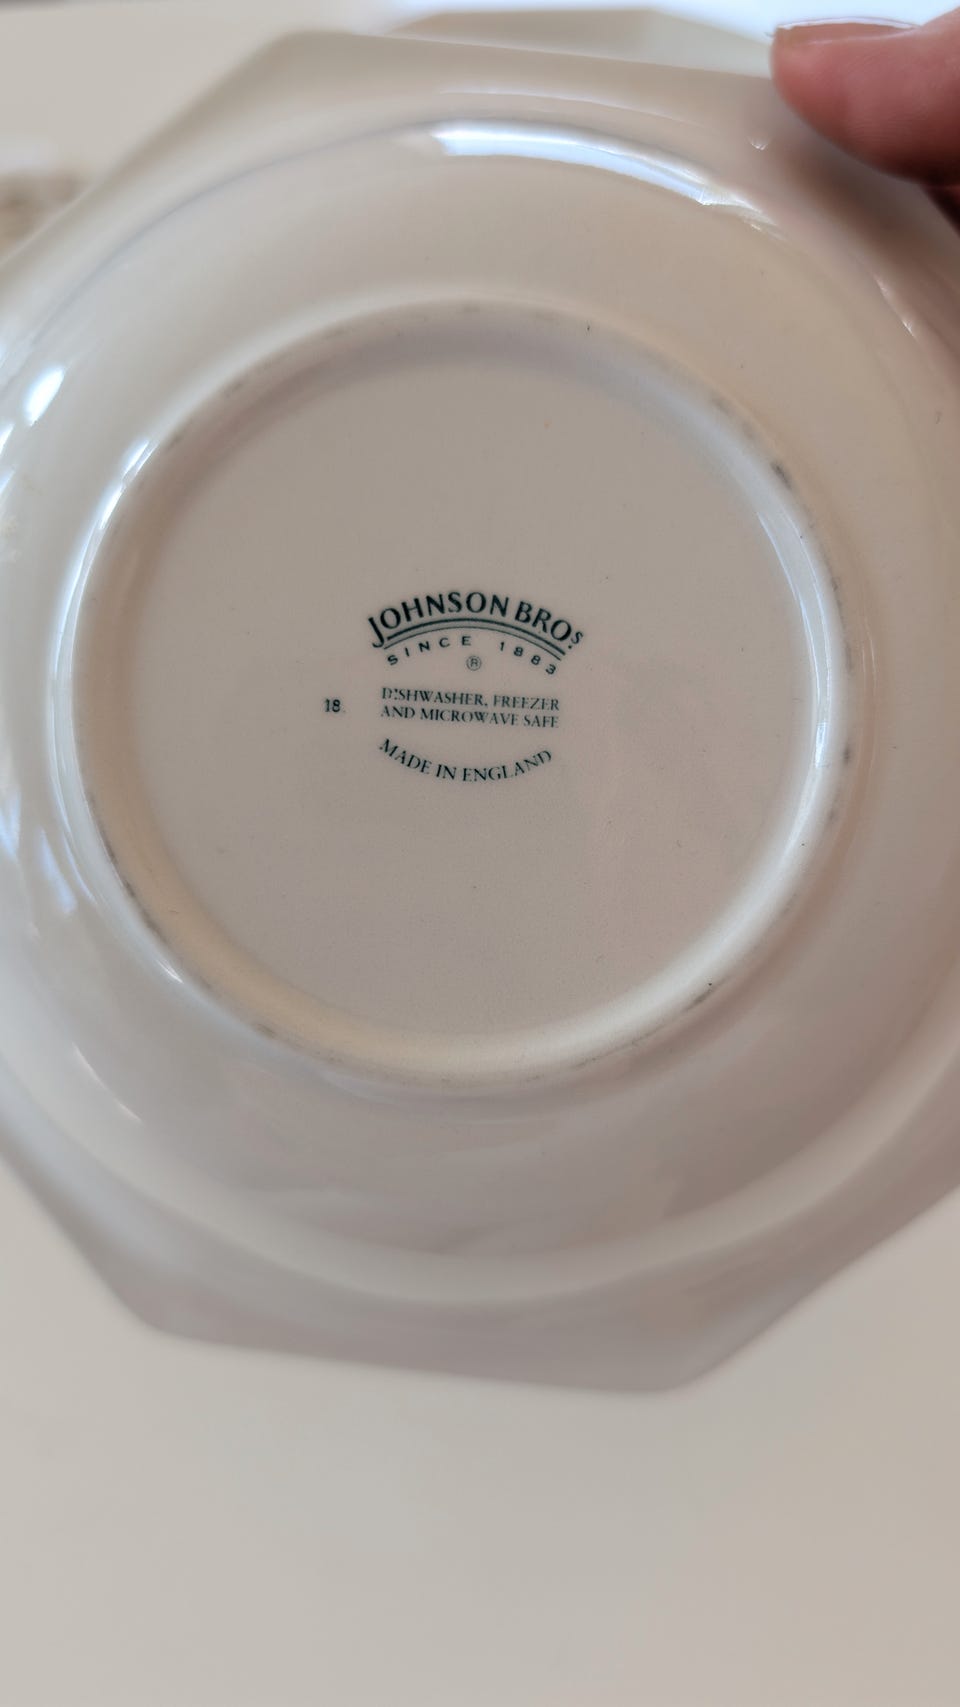 JOHNSON BROS.
SINCE 1883
®
18
DISHWASHER, FREEZER
AND MICROWAVE SAFE
MADE IN ENGLAND